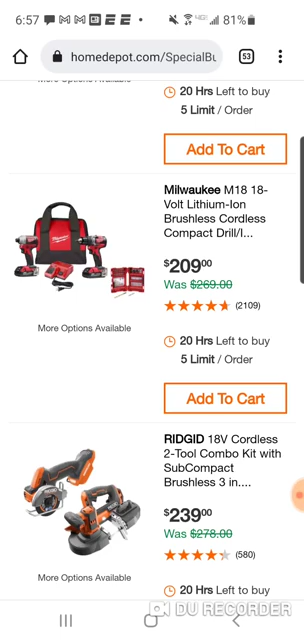 6:57
81%
homedepot.com/SpecialBu
53
More Options Available
20 Hrs Left to buy
5 Limit / Order
Add To Cart
Milwaukee M18 18-
Volt Lithium-Ion
Brushless Cordless
Compact Drill/I...
$209.00
Was $269.00
(2109)
More Options Available
20 Hrs Left to buy
5 Limit / Order
Add To Cart
RIDGID 18V Cordless
2-Tool Combo Kit with
SubCompact
Brushless 3 in....
$239.00
Was $278.00
(580)
More Options Available
20 Hrs Left to buy
DU RECORDER